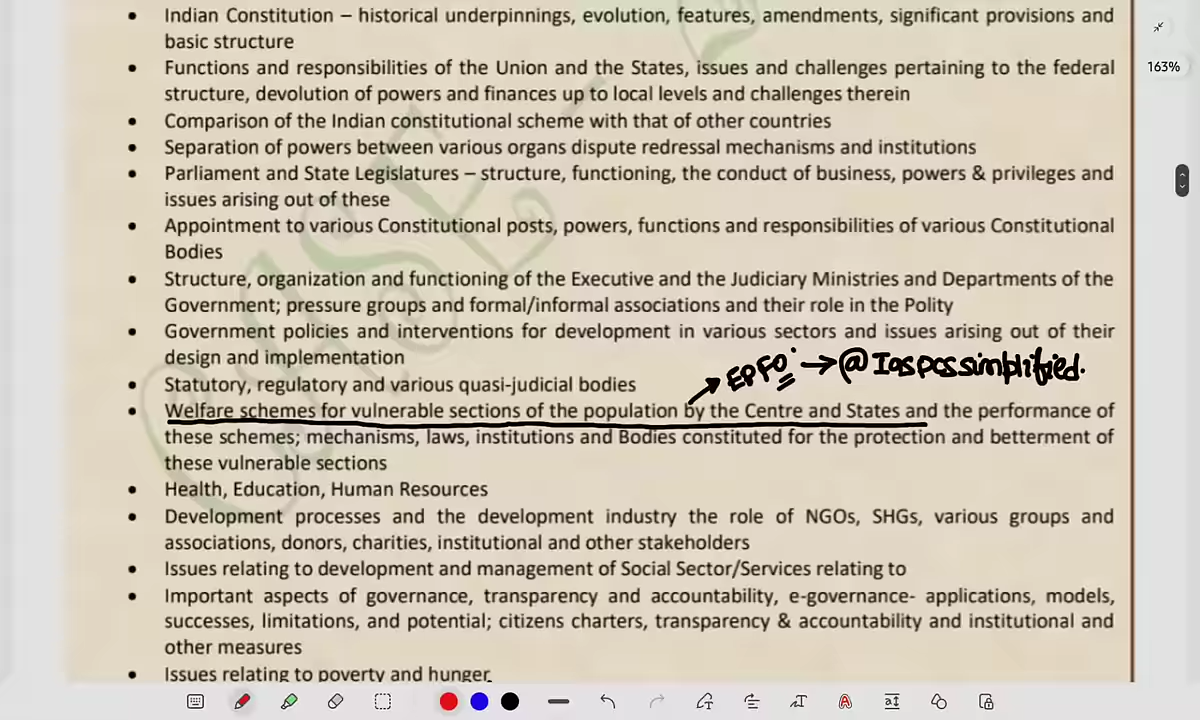 • Indian Constitution – historical underpinnings, evolution, features, amendments, significant provisions and
basic structure
163%
• Functions and responsibilities of the Union and the States, issues and challenges pertaining to the federal
structure, devolution of powers and finances up to local levels and challenges therein
• Comparison of the Indian constitutional scheme with that of other countries
• Separation of powers between various organs dispute redressal mechanisms and institutions
• Parliament and State Legislatures – structure, functioning, the conduct of business, powers & privileges and
issues arising out of these
• Appointment to various Constitutional posts, powers, functions and responsibilities of various Constitutional
Bodies
• Structure, organization and functioning of the Executive and the Judiciary Ministries and Departments of the
Government; pressure groups and formal/informal associations and their role in the Polity
• Government policies and interventions for development in various sectors and issues arising out of their
design and implementation
EPFO → @Iaspcssimplified.
• Statutory, regulatory and various quasi-judicial bodies
• Welfare schemes for vulnerable sections of the population by the Centre and States and the performance of
these schemes; mechanisms, laws, institutions and Bodies constituted for the protection and betterment of
these vulnerable sections
• Health, Education, Human Resources
• Development processes and the development industry the role of NGOs, SHGs, various groups and
associations, donors, charities, institutional and other stakeholders
• Issues relating to development and management of Social Sector/Services relating to
• Important aspects of governance, transparency and accountability, e-governance- applications, models,
successes, limitations, and potential; citizens charters, transparency & accountability and institutional and
other measures
• Issues relating to poverty and hunger.